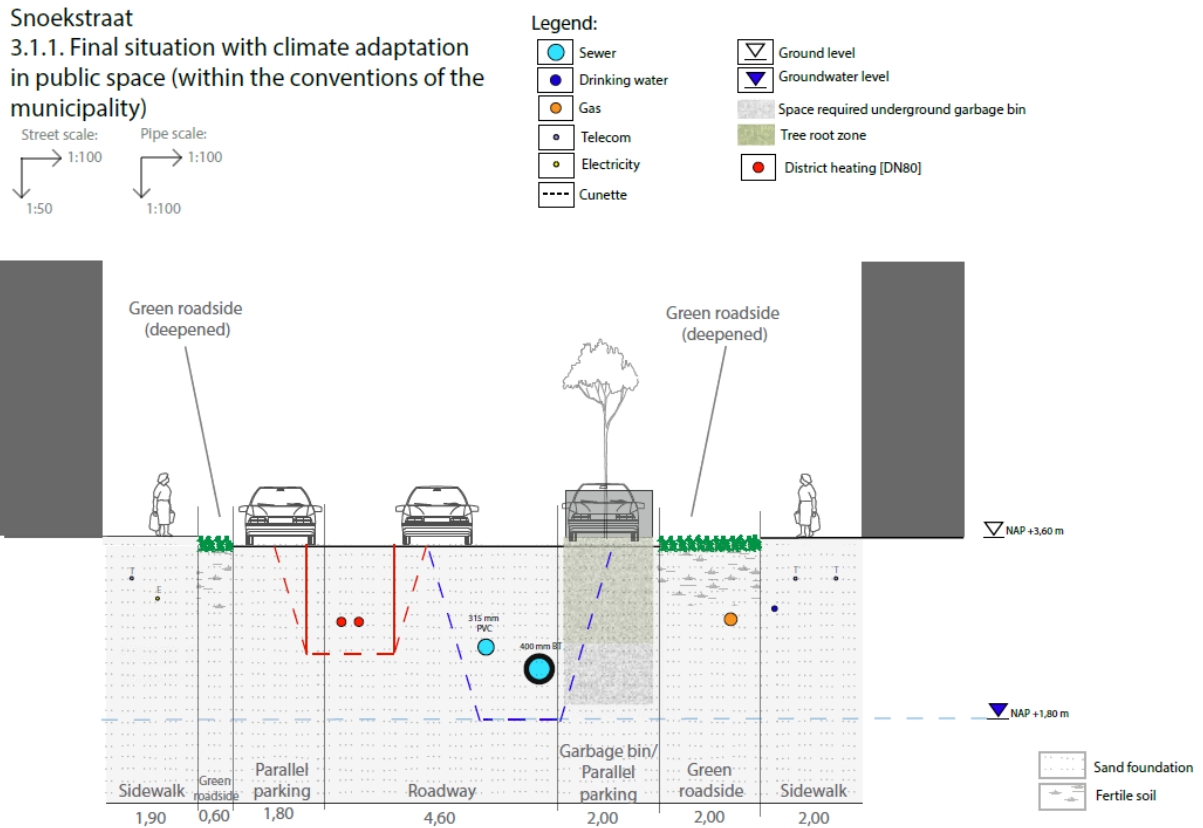 Snoekstraat
3.1.1. Final situation with climate adaptation
in public space (within the conventions of the
municipality)
Street scale:
1:100
1:50
Pipe scale:
1:100
1:100
Legend:
Sewer
Drinking water
Gas
Telecom
Electricity
Cunette
Ground level
Groundwater level
Space required underground garbage bin
Tree root zone
District heating [DN80]
Green roadside
(deepened)
Green roadside
(deepened)
NAP +3,60 m
T
E
T
T
315 mm
PVC
400 mm BT
NAP +1,80 m
Sidewalk
Green
roadside
Parallel
parking
Roadway
Garbage bin/
Parallel
parking
Green
roadside
Sidewalk
1,90
0,60
1,80
4,60
2,00
2,00
2,00
Sand foundation
Fertile soil